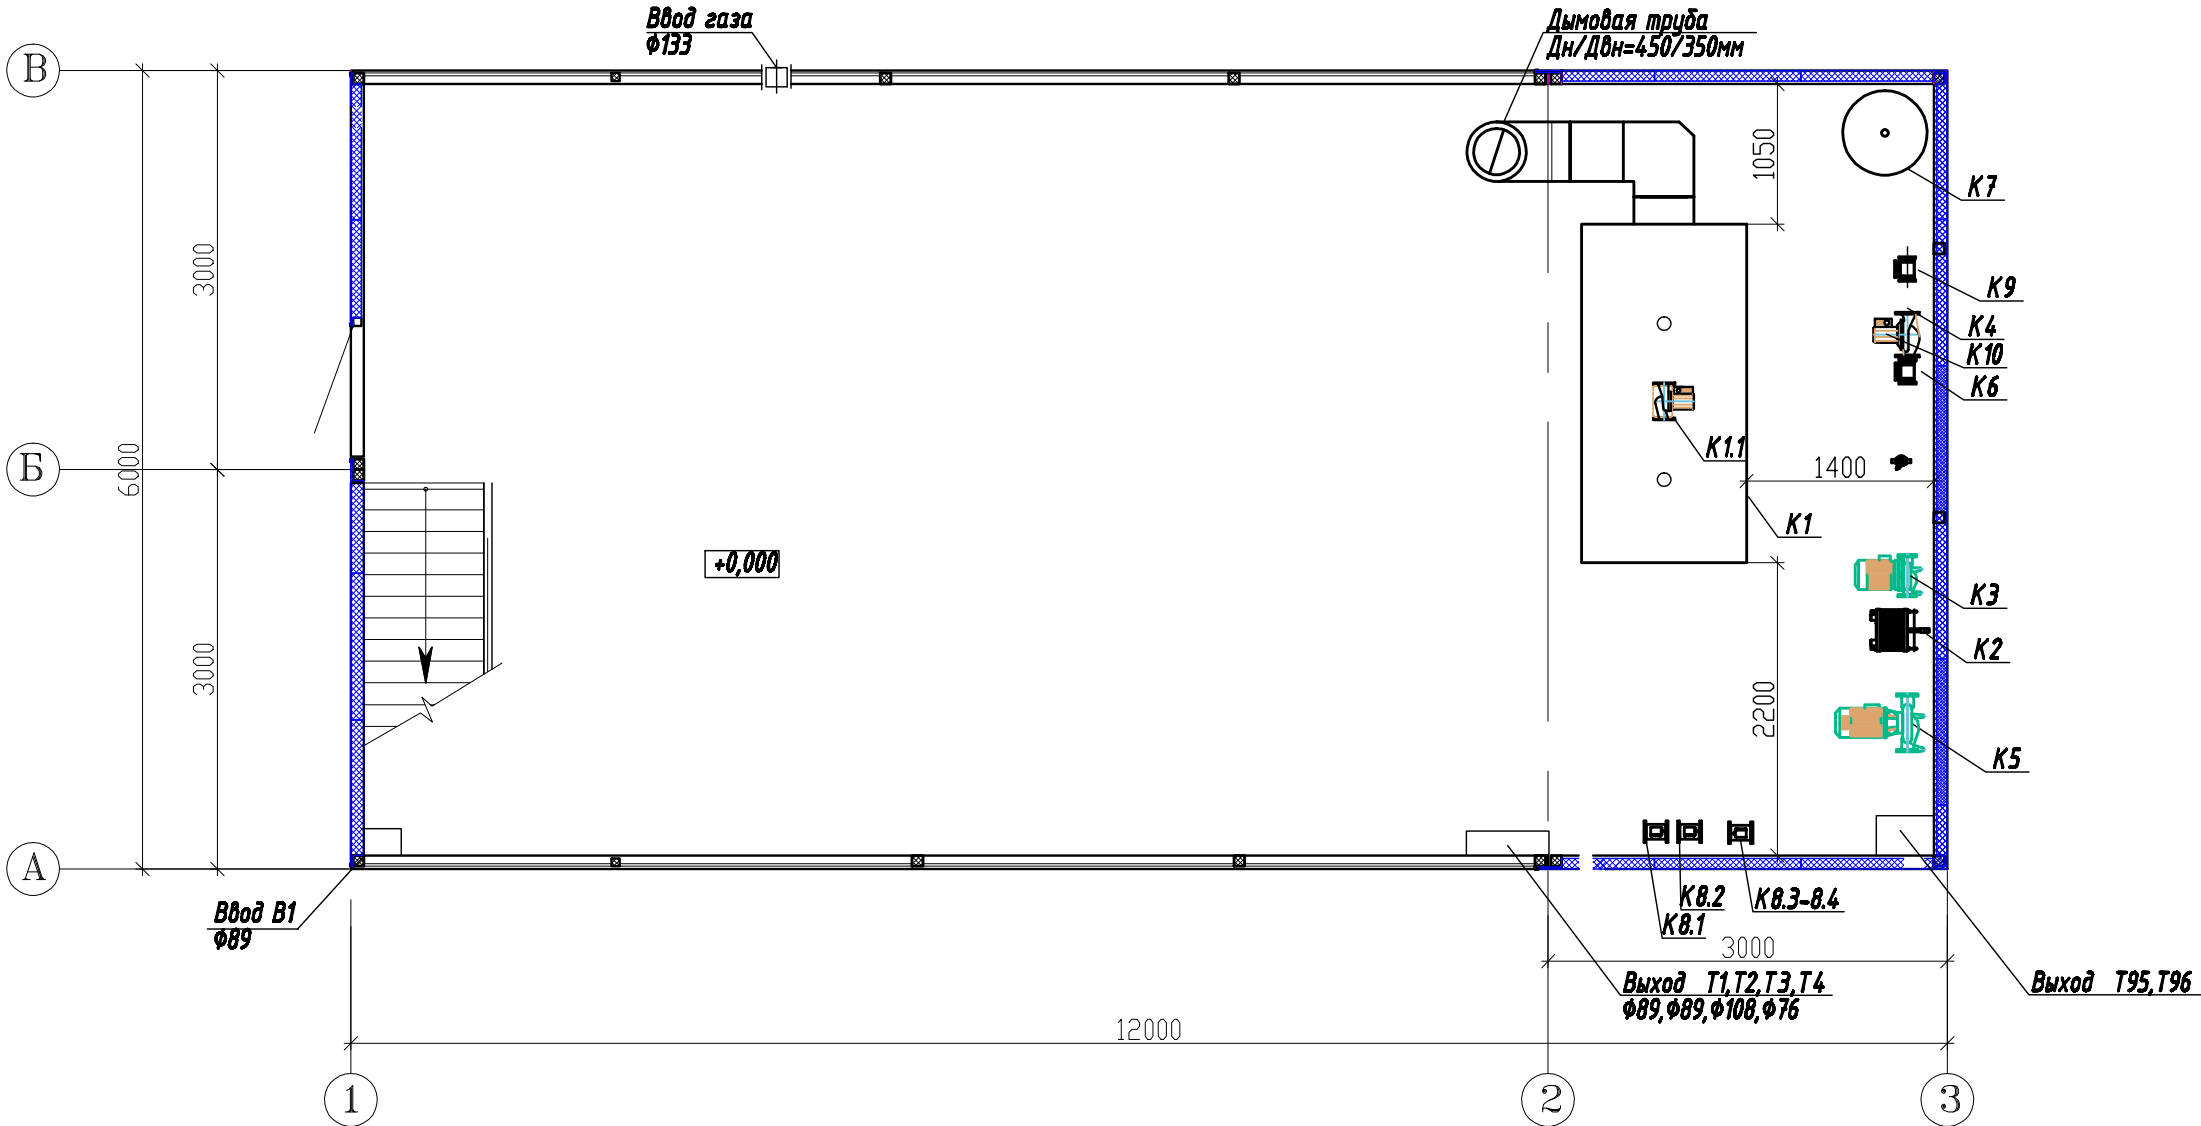 Ввод газа
ф133
Дымовая труба
Дн/Двн=450/350мм
В
1050
К7
3000
К9
К4
К10
К6
К1.1
6000
Б
1400
К1
+0,000
К3
К2
3000
2200
К5
А
Ввод В1
ф89
К8.2
К8.1
К8.3-8.4
3000
Выход Т1,Т2,Т3,Т4
ф89,ф89,ф108,ф76
Выход Т95,Т96
12000
1
2
3